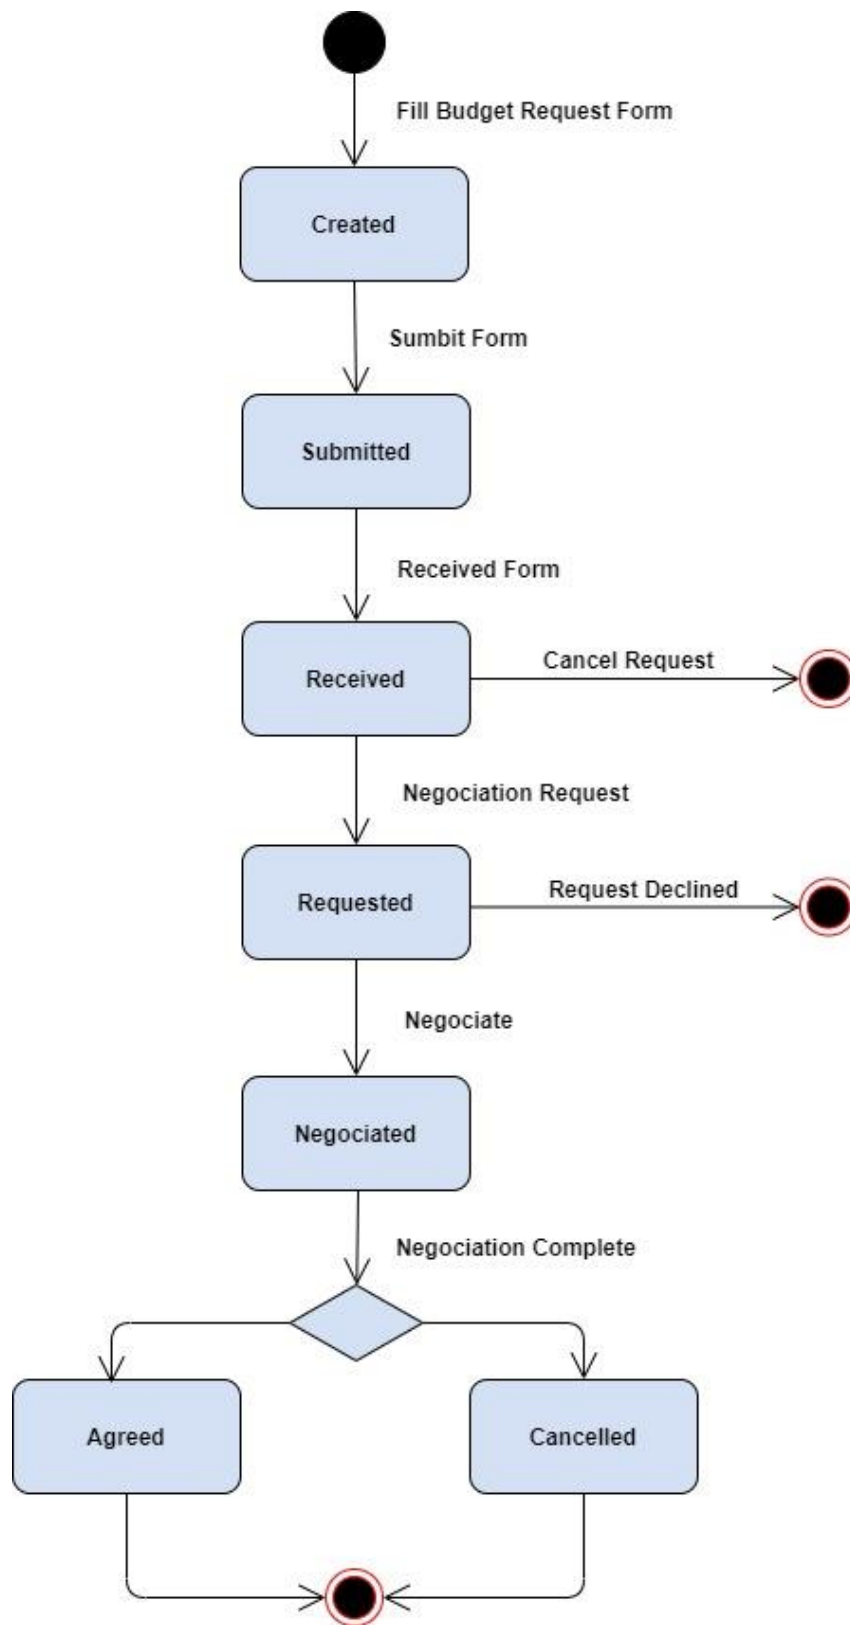 Fill Budget Request Form
Created
Sumbit Form
Submitted
Received Form
Received
Cancel Request
Negociation Request
Requested
Request Declined
Negociate
Negociated
Negociation Complete
Agreed
Cancelled